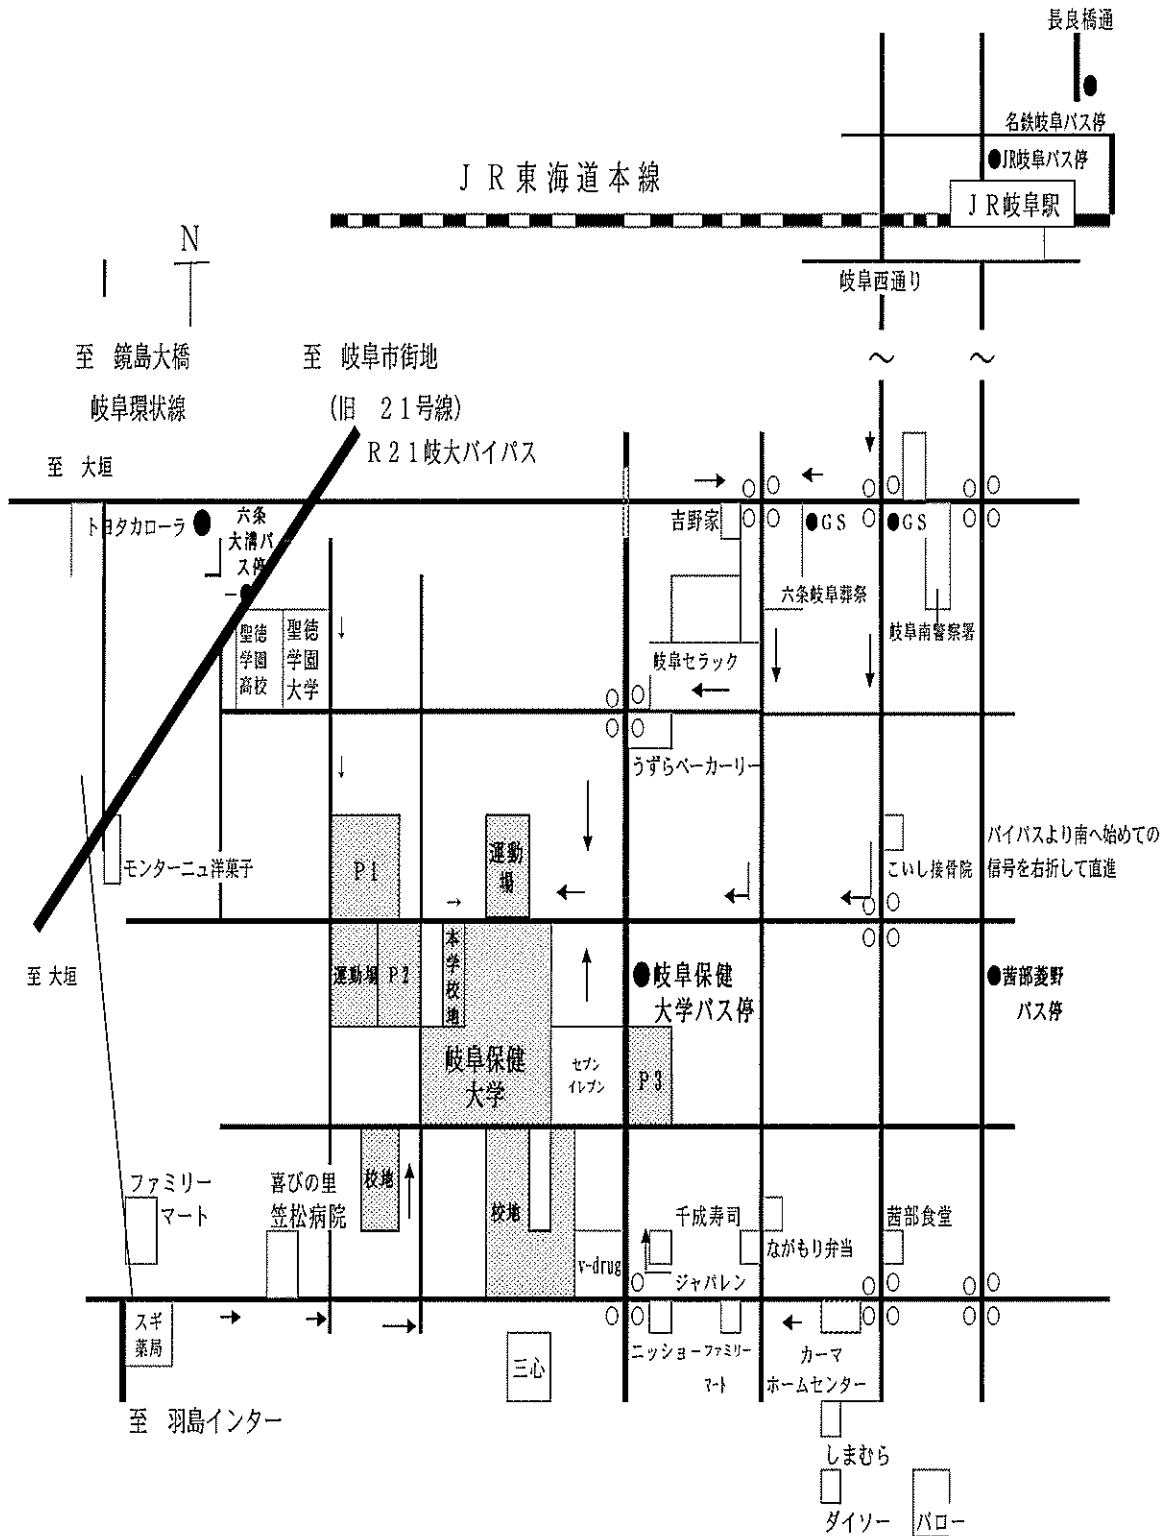 長良橋通
名鉄岐阜バス停
●JR岐阜バス停
ＪＲ東海道本線
ＪＲ岐阜駅
N
岐阜西通り
至　鏡島大橋
岐阜環状線
至　岐阜市街地
(旧　２１号線)
Ｒ２１岐大バイパス
～
～
至　大垣
トヨタカローラ
六条
大溝バ
ス停
吉野家
●ＧＳ
●ＧＳ
六条岐阜葬祭
岐阜南警察署
聖徳
学園
高校
聖徳
学園
大学
岐阜セラック
うずらベーカーリー
モンターニュ洋菓子
Ｐ１
運動
場
こいし接骨院
バイパスより南へ始めての
信号を右折して直進
至 大垣
運動場
Ｐ２
本
学
校
地
●岐阜保健
大学バス停
●茜部菱野
バス停
岐阜保健
大学
セブン
イレブン
Ｐ３
ファミリー
マート
喜びの里
笠松病院
校地
校地
v-drug
千成寿司
ジャパレン
ながもり弁当
茜部食堂
スギ
薬局
三心
ニッショー
ファミリー
マート
カーマ
ホームセンター
至　羽島インター
しまむら
ダイソー
バロー